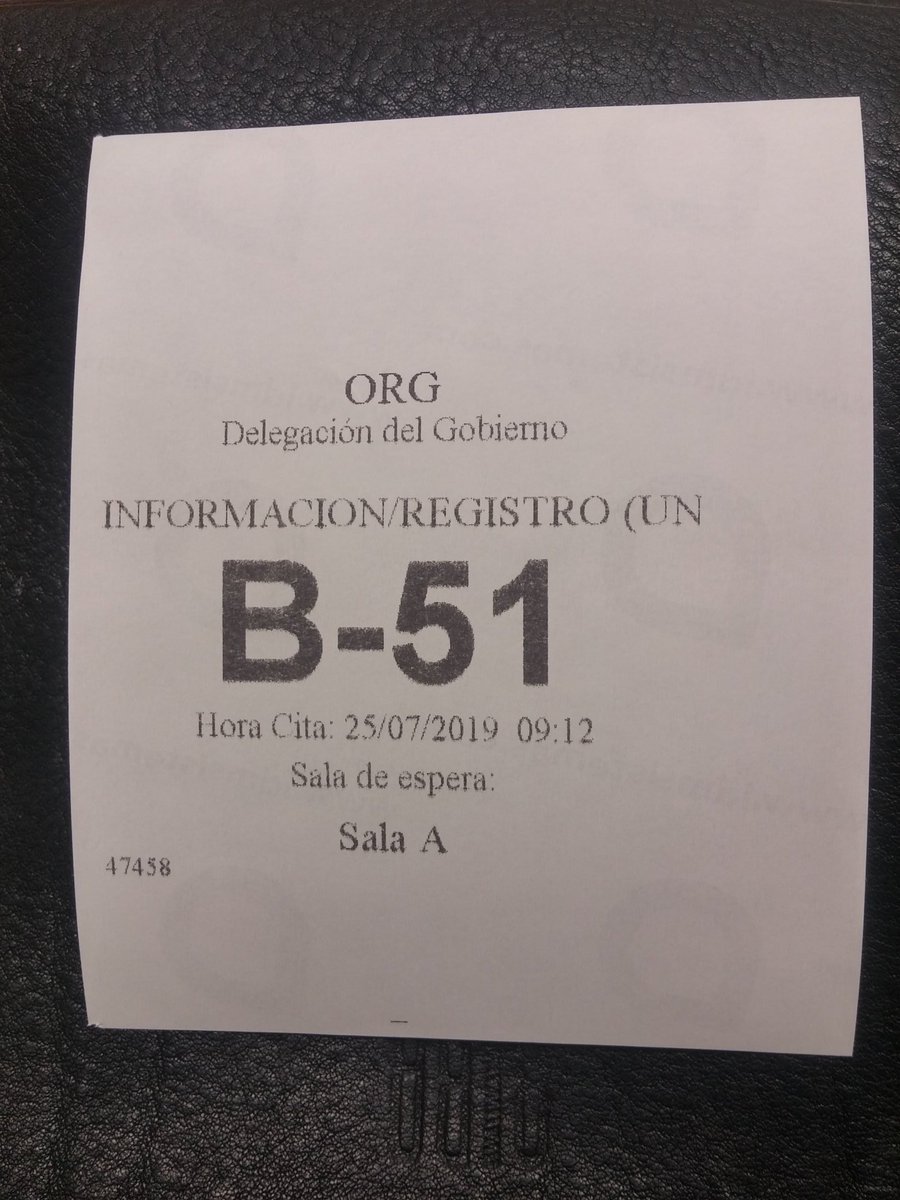 ORG
Delegación del Gobierno
INFORMACION/REGISTRO (UN
B-51
Hora Cita: 25/07/2019 09:12
Sala de espera:
Sala A
47458